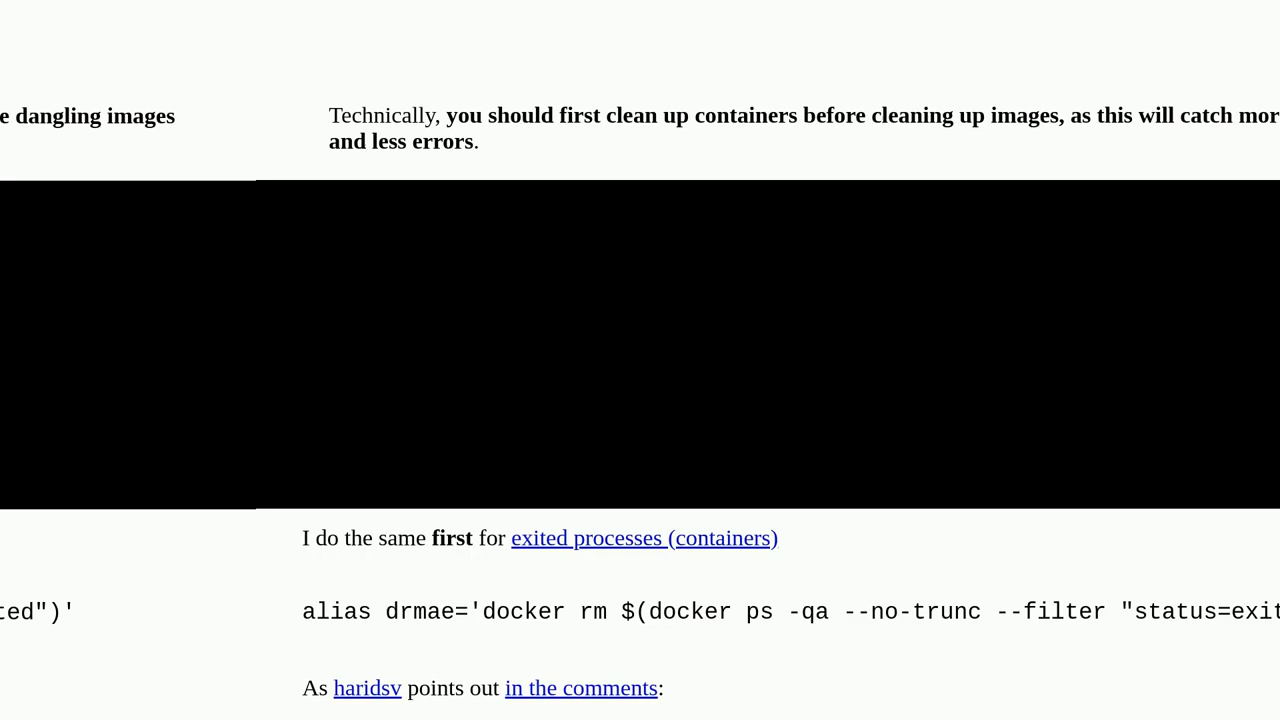 e dangling images
Technically, you should first clean up containers before cleaning up images, as this will catch
and less errors.
I do the same first for exited processes (containers)
ted")'
alias drmae='docker rm $(docker ps -qa --no-trunc --filter "status=exit
As haridsv points out in the comments: